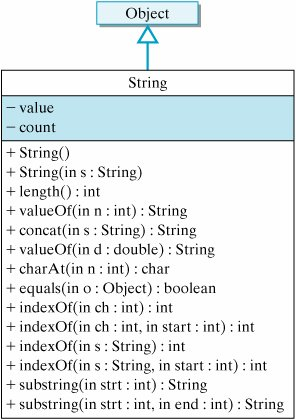 Object
String
− value
− count
+ String()
+ String(in s : String)
+ length() : int
+ valueOf(in n : int) : String
+ concat(in s : String) : String
+ valueOf(in d : double) : String
+ charAt(in n : int) : char
+ equals(in o : Object) : boolean
+ indexOf(in ch : int) : int
+ indexOf(in ch : int, in start : int) : int
+ indexOf(in s : String) : int
+ indexOf(in s : String, in start : int) : int
+ substring(in strt : int) : String
+ substring(in strt : int, in end : int) : String